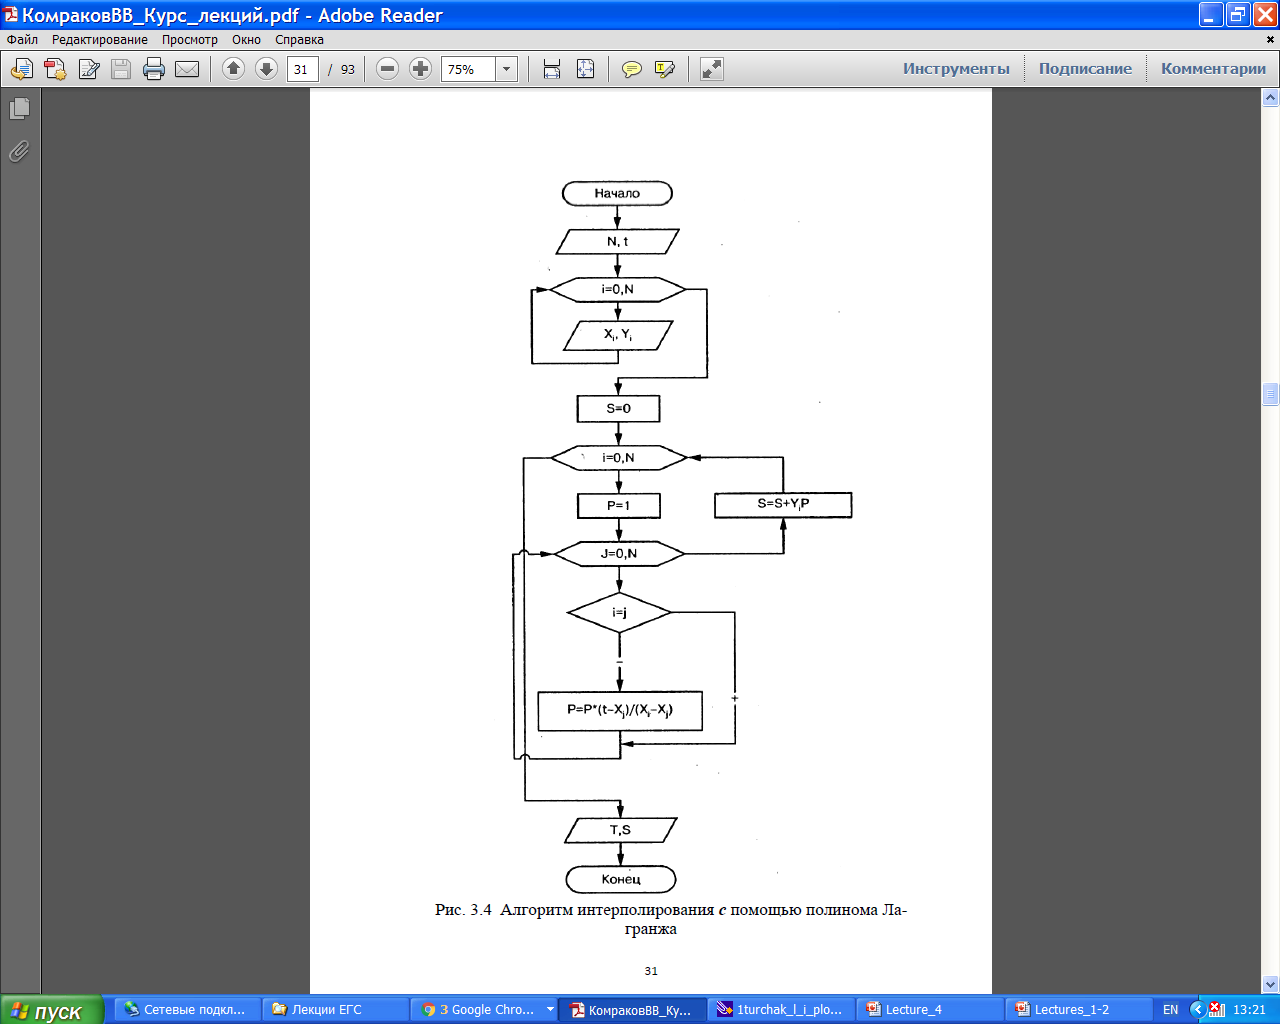 КомраковВВ_Курс_лекций.pdf - Adobe Reader
Файл Редактирование Просмотр Окно Справка
31 / 93 75% Инструменты Подписание Комментарии
Начало
N, t
i=0,N
Xi, Yi
S=0
i=0,N
P=1
S=S+YiP
J=0,N
i=j
−
+
P=P*(t−Xj)/(Xi−Xj)
T,S
Конец
Рис. 3.4 Алгоритм интерполирования с помощью полинома Ла-
гранжа
31
пуск Сетевые подкл... Лекции ЕГС 3 Google Chro... КомраковВВ_Ку... 1turchak_l_i_plo... Lecture_4 Lectures_1-2 EN 13:21